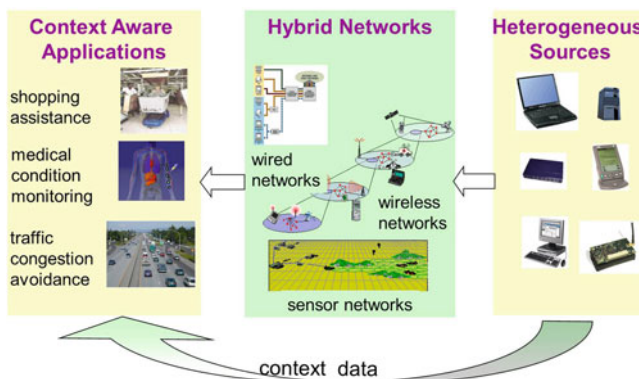 Context Aware
Applications
shopping
assistance
medical
condition
monitoring
traffic
congestion
avoidance
Hybrid Networks
wired
networks
wireless
networks
sensor networks
Heterogeneous
Sources
context data